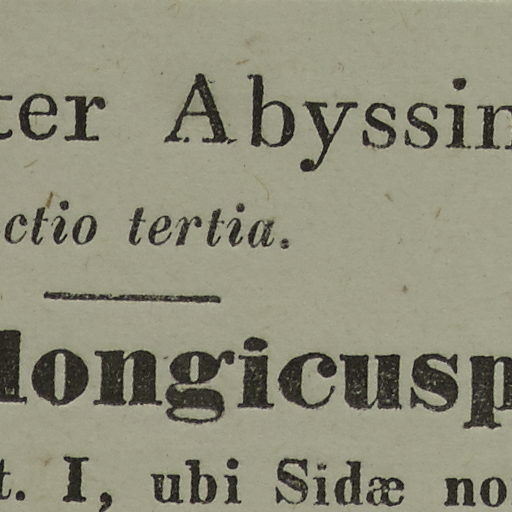 ter Abyssin
ctio tertia.
longicusp
t. I, ubi Sidæ no